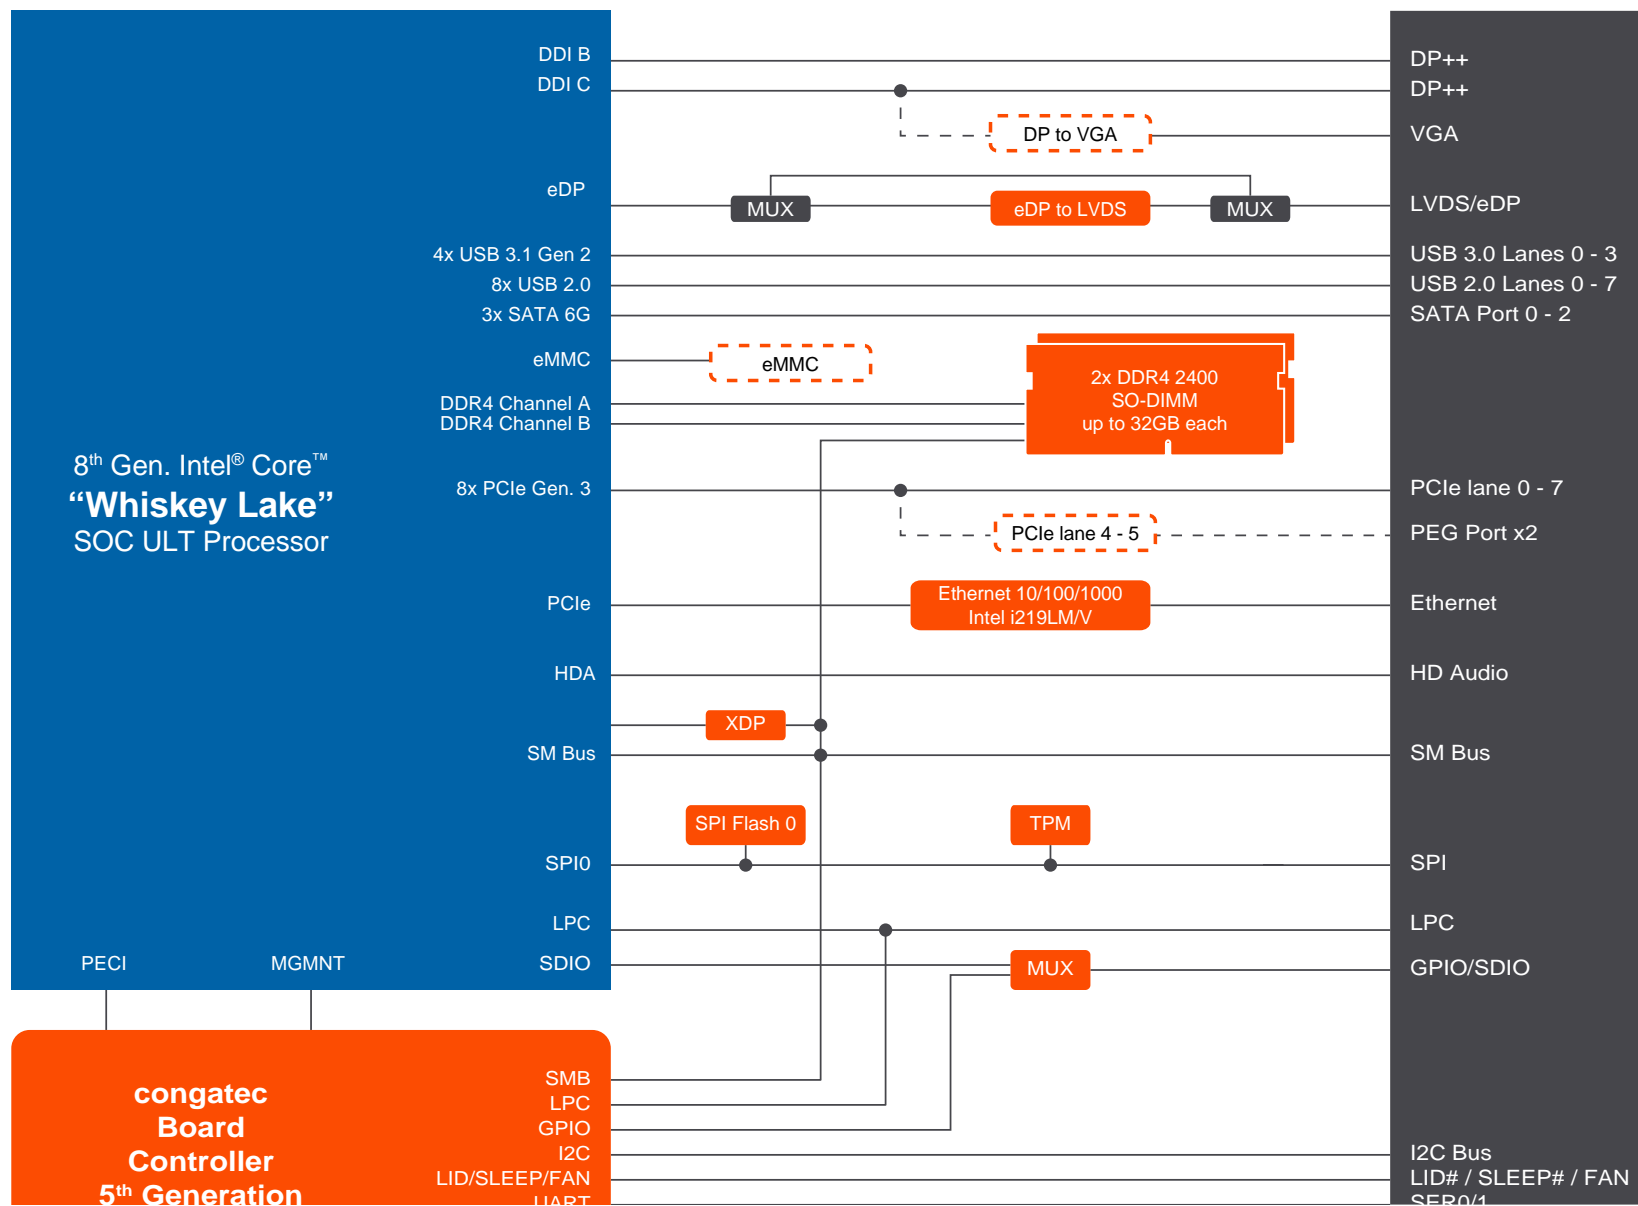 DDI B
DP++
DDI C
DP++
DP to VGA
VGA
eDP
MUX
eDP to LVDS
MUX
LVDS/eDP
4x USB 3.1 Gen 2
USB 3.0 Lanes 0 - 3
8x USB 2.0
USB 2.0 Lanes 0 - 7
3x SATA 6G
SATA Port 0 - 2
eMMC
eMMC
2x DDR4 2400
SO-DIMM
up to 32GB each
DDR4 Channel A
DDR4 Channel B
8th Gen. Intel® Core™
“Whiskey Lake”
SOC ULT Processor
8x PCIe Gen. 3
PCIe lane 0 - 7
PCIe lane 4 - 5
PEG Port x2
PCIe
Ethernet 10/100/1000
Intel i219LM/V
Ethernet
HDA
HD Audio
XDP
SM Bus
SM Bus
SPI Flash 0
TPM
SPI0
SPI
LPC
LPC
PECI
MGMNT
SDIO
MUX
GPIO/SDIO
congatec
Board
Controller
5th Generation
SMB
LPC
GPIO
I2C
I2C Bus
LID/SLEEP/FAN
LID# / SLEEP# / FAN
UART
SER0/1